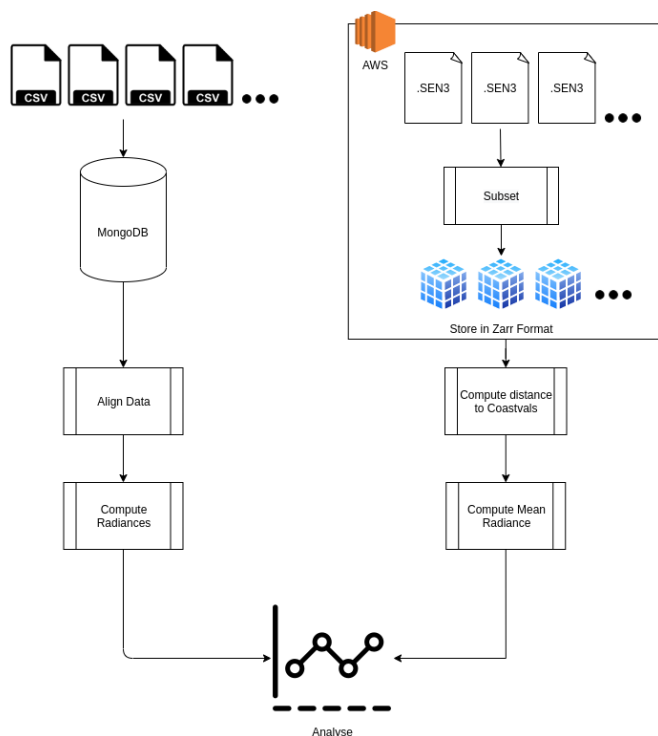 CSV CSV CSV CSV
MongoDB
Align Data
Compute
Radiances
AWS
.SEN3 .SEN3 .SEN3
Subset
Store in Zarr Format
Compute distance
to Coastvals
Compute Mean
Radiance
Analyse